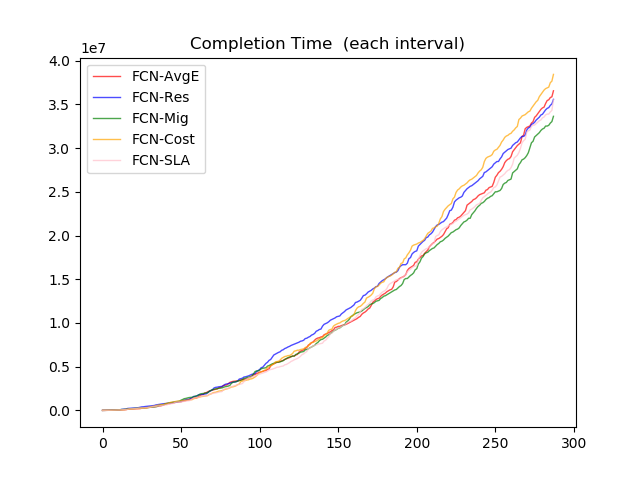 Completion Time (each interval)
1e7
4.0
3.5
3.0
2.5
2.0
1.5
1.0
0.5
0.0
FCN-AvgE
FCN-Res
FCN-Mig
FCN-Cost
FCN-SLA
0 50 100 150 200 250 300